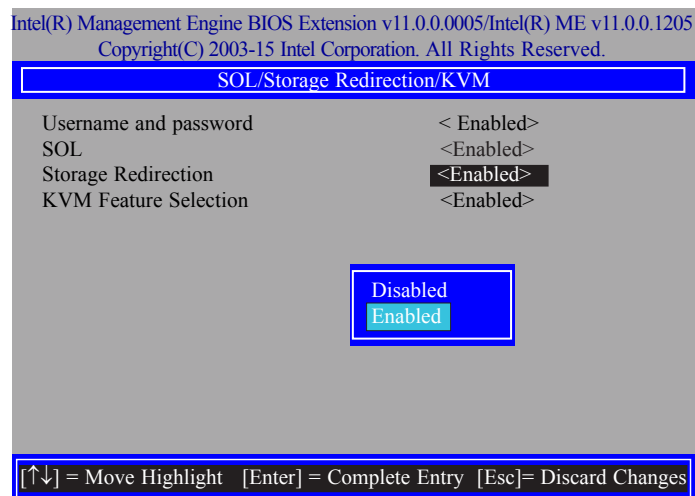 Intel(R) Management Engine BIOS Extension v11.0.0.0005/Intel(R) ME v11.0.0.1205
Copyright(C) 2003-15 Intel Corporation. All Rights Reserved.
SOL/Storage Redirection/KVM
Username and password < Enabled>
SOL <Enabled>
Storage Redirection <Enabled>
KVM Feature Selection <Enabled>
Disabled
Enabled
[↑↓] = Move Highlight [Enter] = Complete Entry [Esc]= Discard Changes